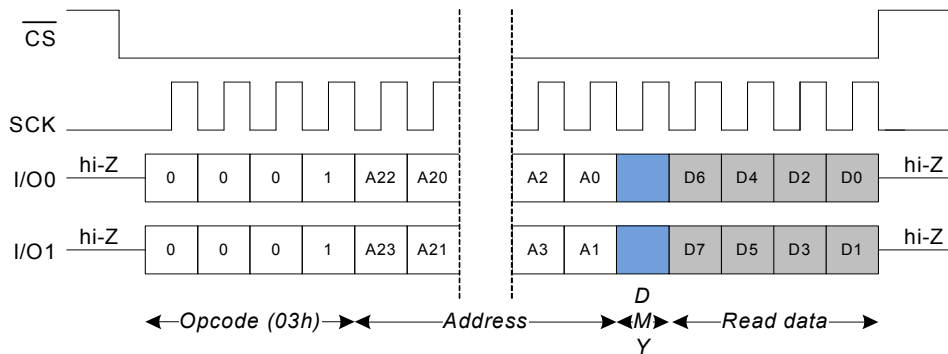 CS
SCK
hi-Z hi-Z
I/O0 0 0 0 1 A22 A20 A2 A0 D6 D4 D2 D0
hi-Z hi-Z
I/O1 0 0 0 1 A23 A21 A3 A1 D7 D5 D3 D1
Opcode (03h) Address D M Y Read data